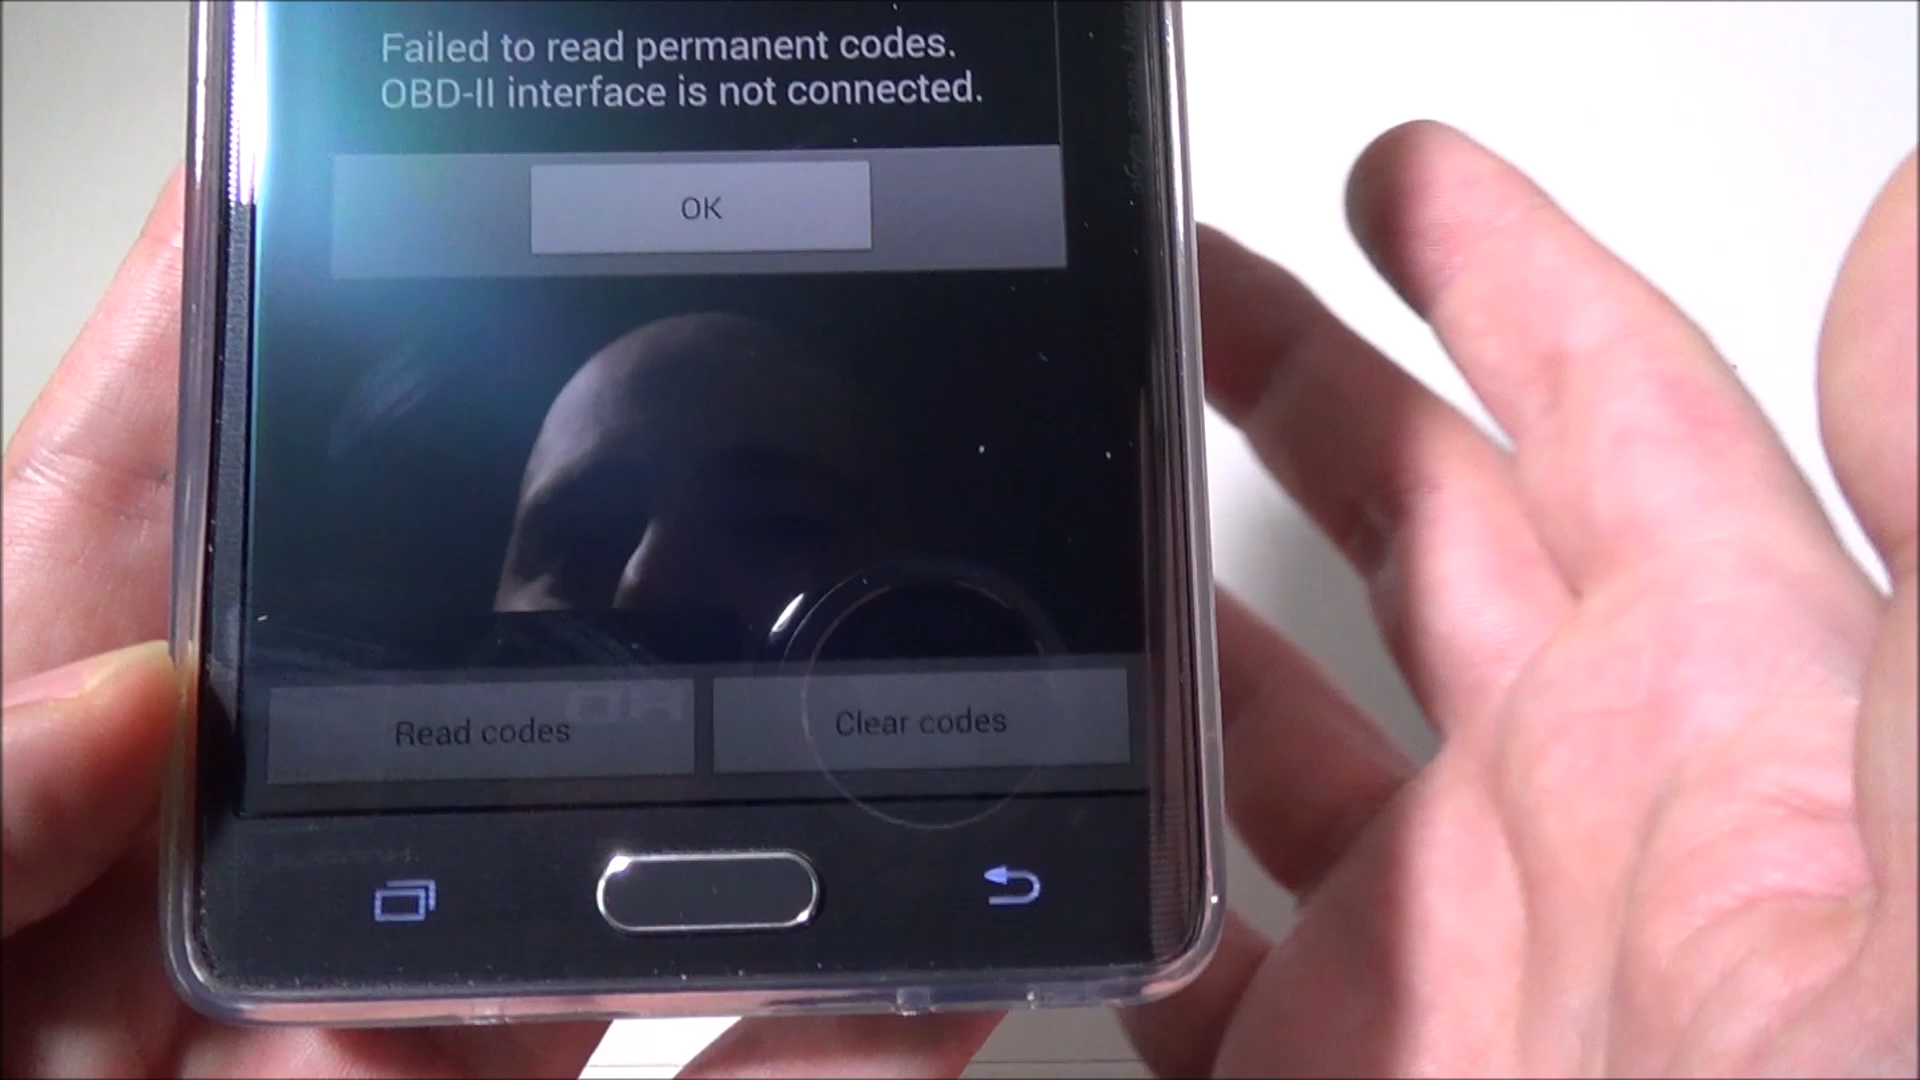 Failed to read permanent codes.
OBD-II interface is not connected.
OK
Read codes
Clear codes